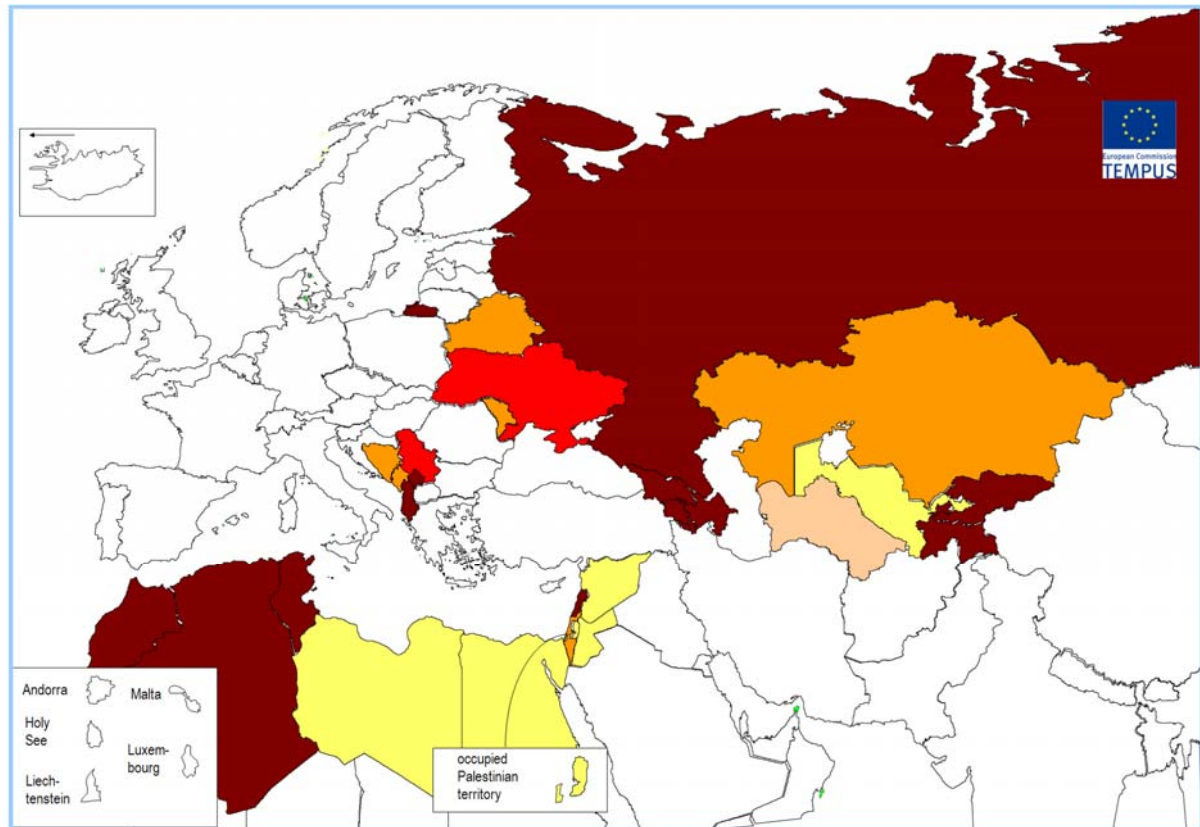 European Commission
TEMPUS
Andorra
Malta
Holy
See
Luxem-
bourg
Liech-
tenstein
occupied
Palestinian
territory